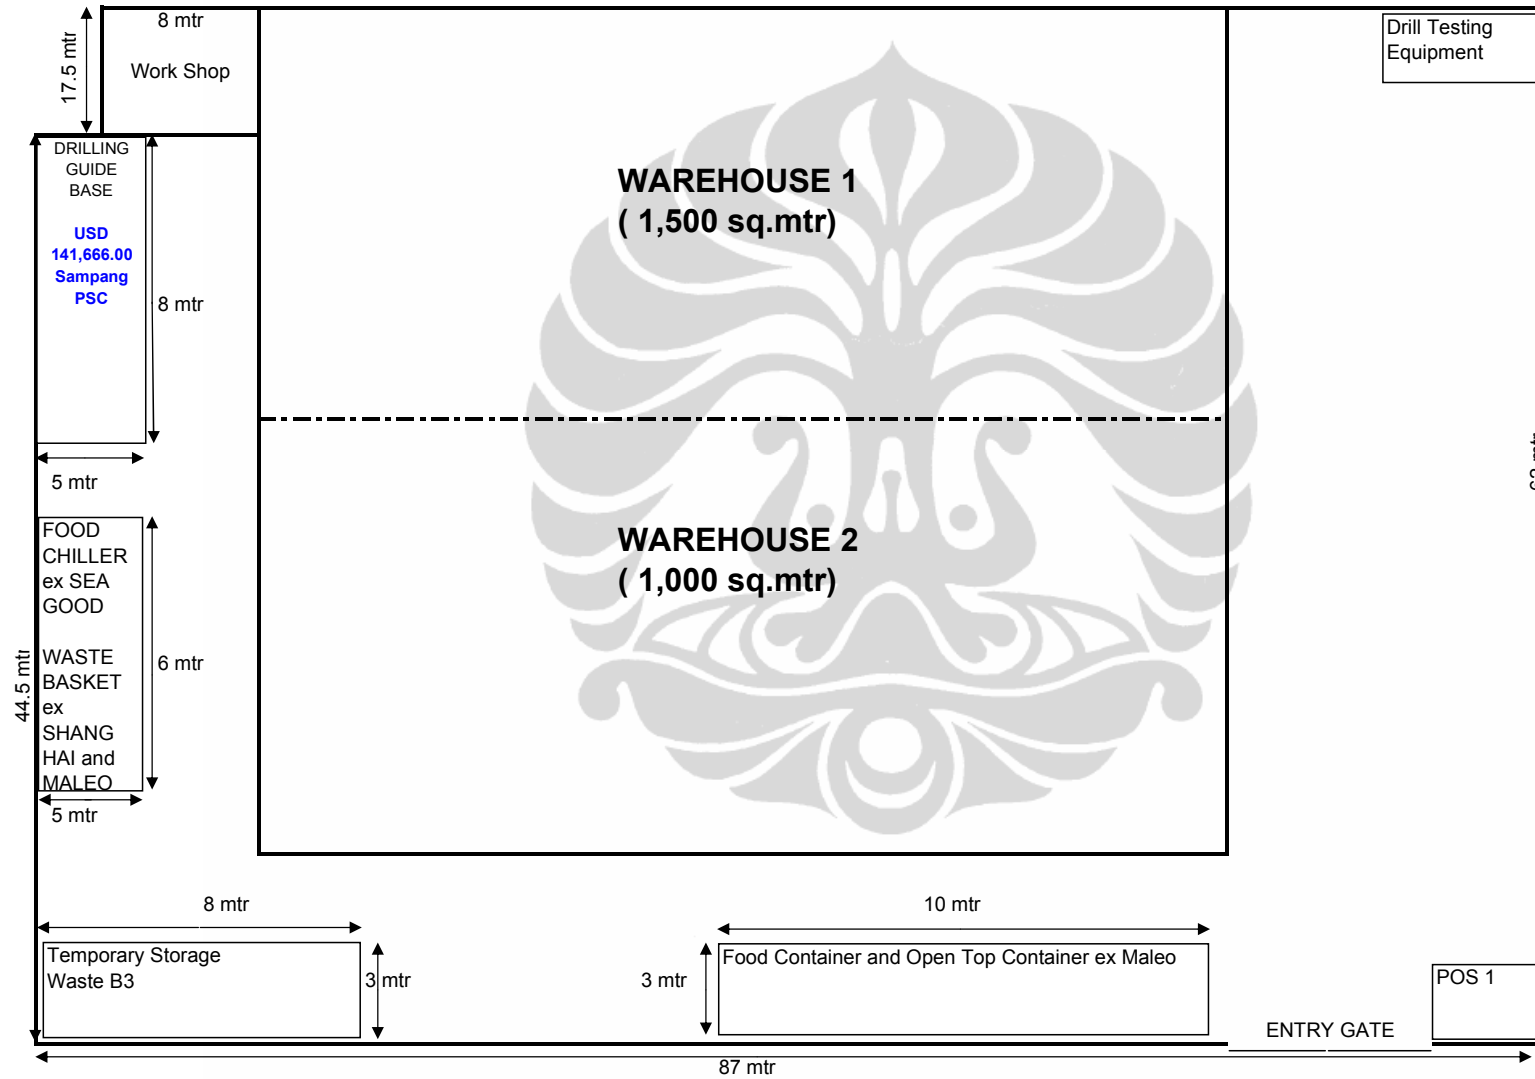 8 mtr
Work Shop
17.5 mtr
Drill Testing
Equipment
DRILLING
GUIDE
BASE
USD
141,666.00
Sampang
PSC
8 mtr
5 mtr
WAREHOUSE 1
( 1,500 sq.mtr)
WAREHOUSE 2
( 1,000 sq.mtr)
FOOD
CHILLER
ex SEA
GOOD
WASTE
BASKET
ex
SHANG
HAI and
MALEO
6 mtr
5 mtr
44.5 mtr
8 mtr
Temporary Storage
Waste B3
3 mtr
10 mtr
3 mtr
Food Container and Open Top Container ex Maleo
POS 1
ENTRY GATE
87 mtr